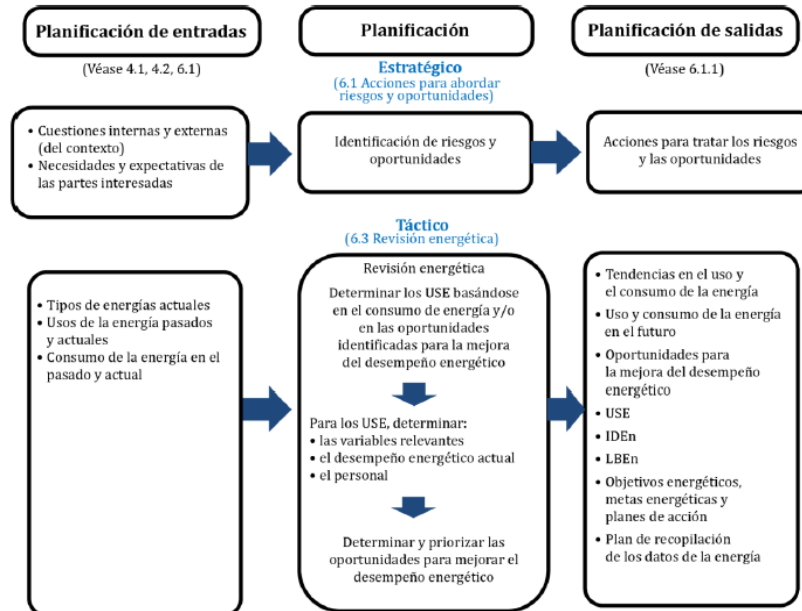 Planificación de entradas
Planificación
Planificación de salidas
(Véase 4.1, 4.2, 6.1)
Estratégico
(6.1 Acciones para abordar
riesgos y oportunidades)
(Véase 6.1.1)
• Cuestiones internas y externas
(del contexto)
• Necesidades y expectativas de
las partes interesadas
Identificación de riesgos y
oportunidades
Acciones para tratar los riesgos
y las oportunidades
Táctico
(6.3 Revisión energética)
• Tipos de energías actuales
• Usos de la energía pasados
y actuales
• Consumo de la energía en el
pasado y actual
Revisión energética
Determinar los USE basándose
en el consumo de energía y/o
en las oportunidades
identificadas para la mejora
del desempeño energético
Para los USE, determinar:
• las variables relevantes
• el desempeño energético actual
• el personal
Determinar y priorizar las
oportunidades para mejorar el
desempeño energético
• Tendencias en el uso y
el consumo de la energía
• Uso y consumo de la energía
en el futuro
• Oportunidades para
la mejora del desempeño
energético
• USE
• IDEn
• LBEn
• Objetivos energéticos,
metas energéticas y
planes de acción
• Plan de recopilación
de los datos de la energía